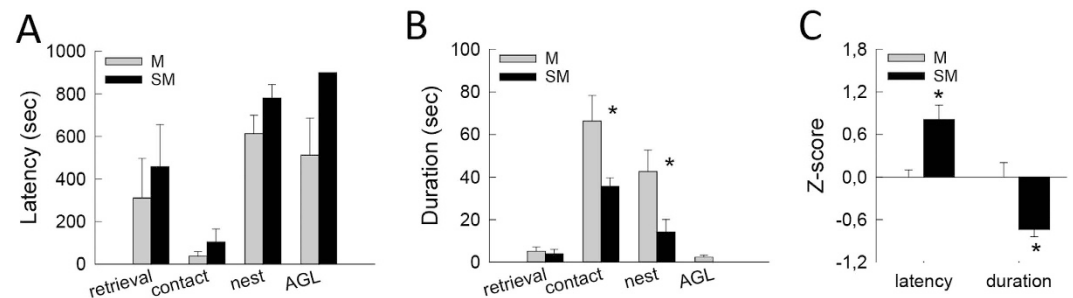 A
Latency (sec)
1000
800
600
400
200
0
M
SM
retrieval
contact
nest
AGL
B
Duration (sec)
100
80
60
40
20
0
M
SM
*
*
retrieval
contact
nest
AGL
C
Z-score
1,8
1,2
0,6
0,0
-0,6
-1,2
M
SM
*
*
latency
duration